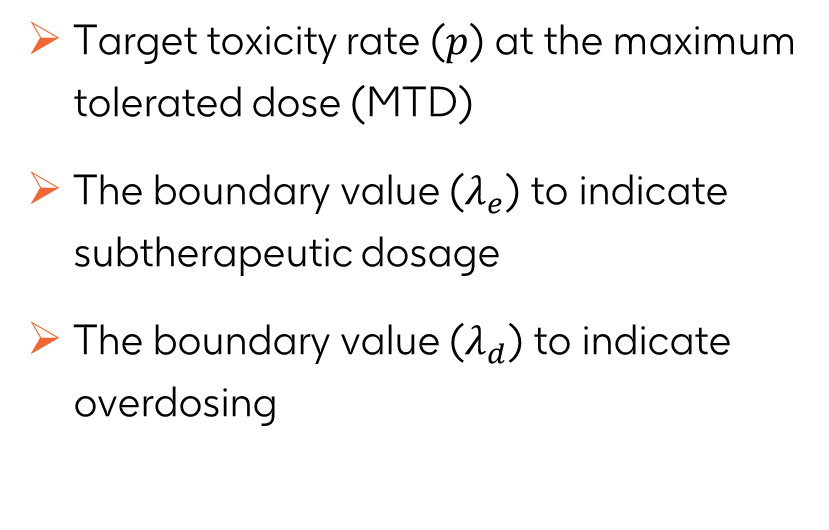 ➢ Target toxicity rate (𝑝) at the maximum
tolerated dose (MTD)
➢ The boundary value (𝜆ₑ) to indicate
subtherapeutic dosage
➢ The boundary value (𝜆_d) to indicate
overdosing